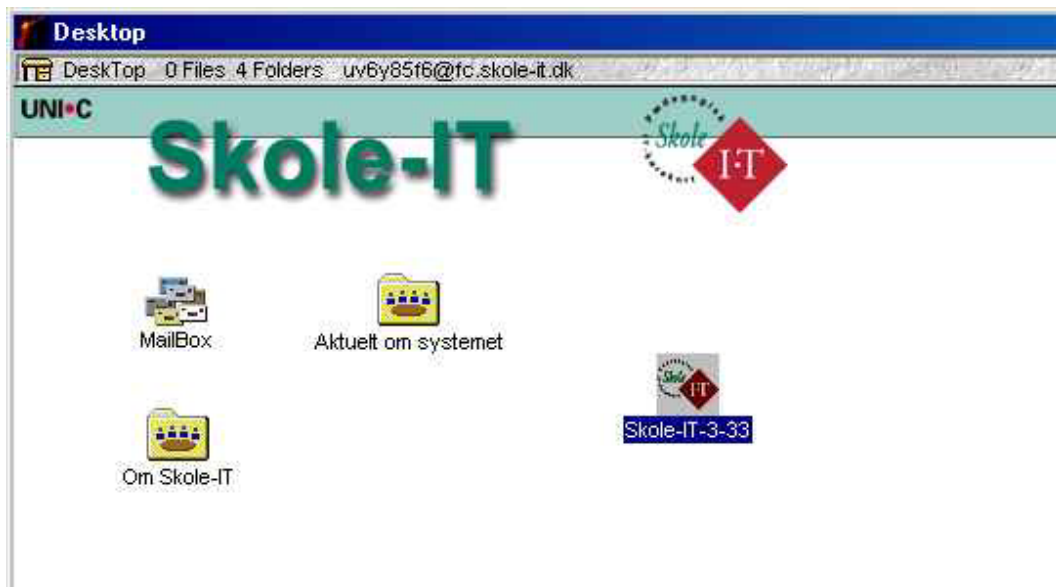 Desktop
DeskTop 0 Files 4 Folders uv6y85f6@fc.skole-it.dk
UNI•C
Skole-IT
Skole
I·T
MailBox
Aktuelt om systemet
Skole
I·T
Skole-IT-3-33
Om Skole-IT